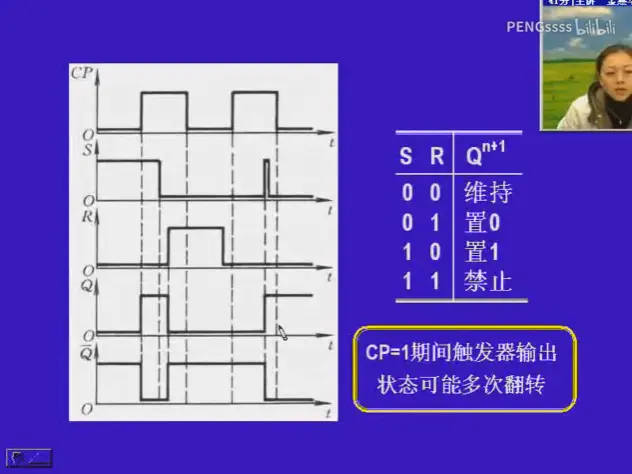 PENGssss bilibili
CP
O
t
S
O
t
R
O
t
Q
O
t
Q̅
O
t
S R Qⁿ⁺¹
0 0 维持
0 1 置0
1 0 置1
1 1 禁止
CP=1期间触发器输出
状态可能多次翻转